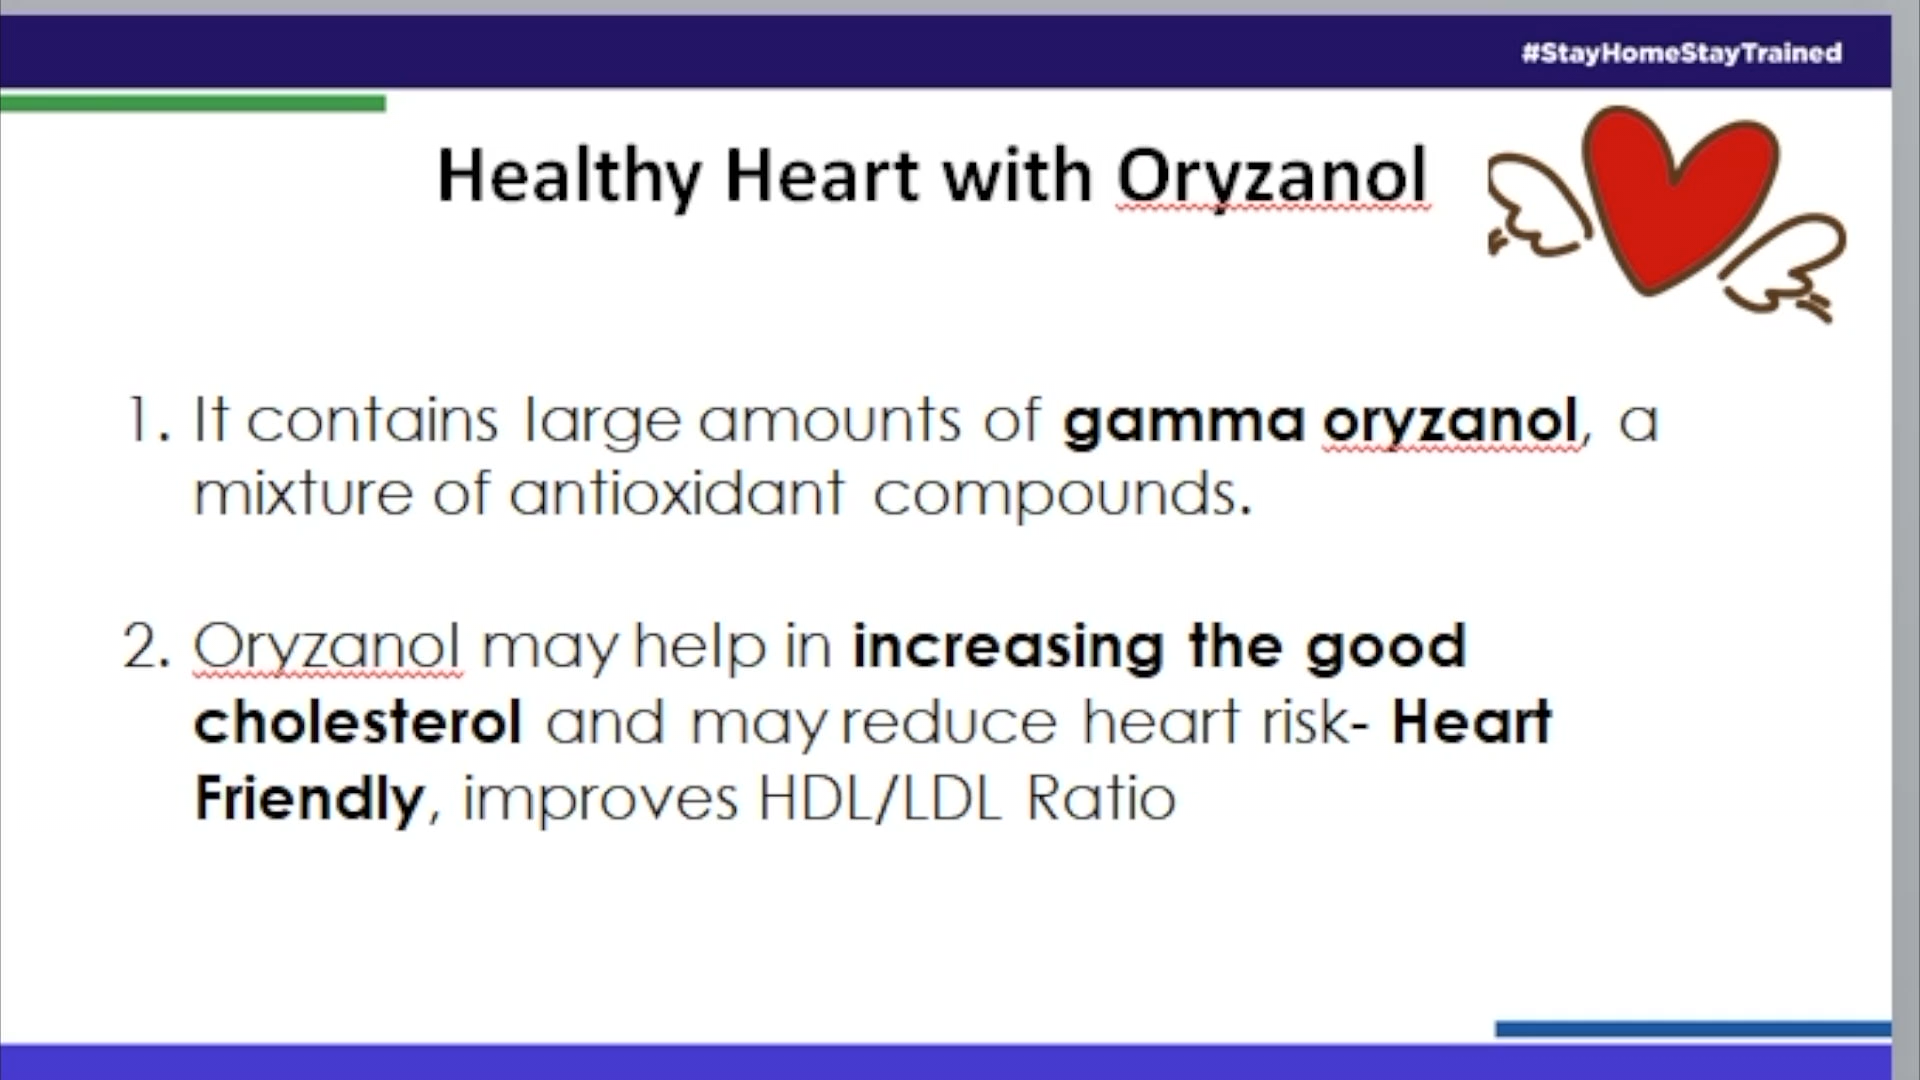 #StayHomeStayTrained
Healthy Heart with Oryzanol
1. It contains large amounts of gamma oryzanol, a
mixture of antioxidant compounds.
2. Oryzanol may help in increasing the good
cholesterol and may reduce heart risk- Heart
Friendly, improves HDL/LDL Ratio